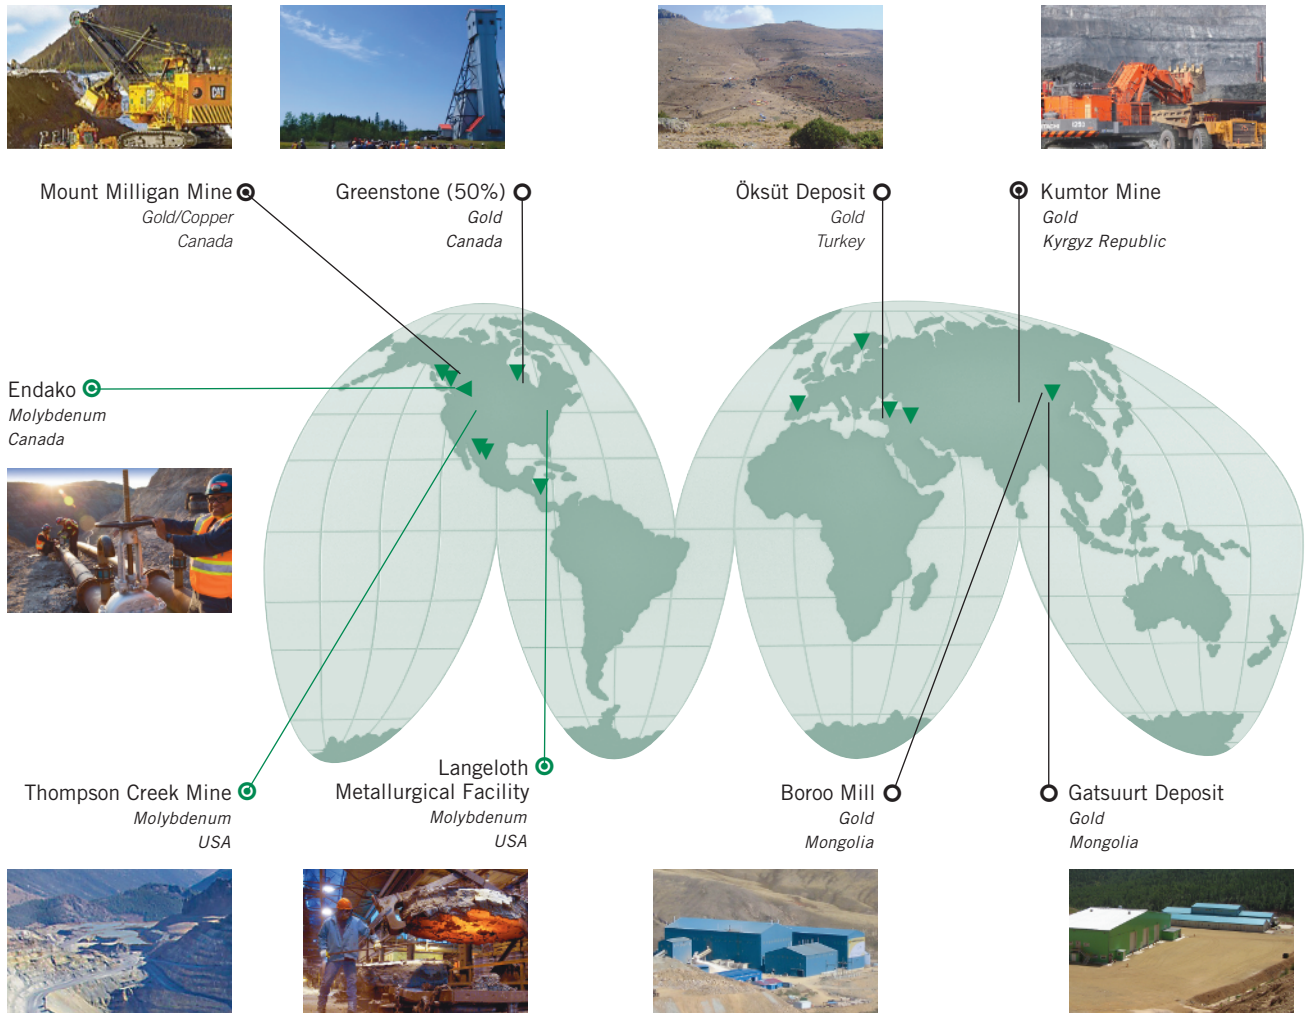 CAT
1253
Mount Milligan Mine
Gold/Copper
Canada
Greenstone (50%)
Gold
Canada
Öksüt Deposit
Gold
Turkey
Kumtor Mine
Gold
Kyrgyz Republic
Endako
Molybdenum
Canada
Thompson Creek Mine
Molybdenum
USA
Langeloth
Metallurgical Facility
Molybdenum
USA
Boroo Mill
Gold
Mongolia
Gatsuurt Deposit
Gold
Mongolia